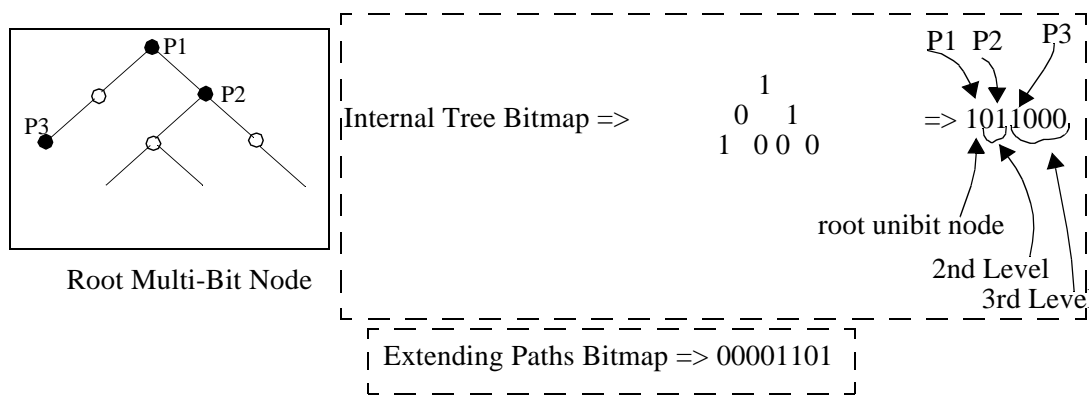 P1
P2
P3
Root Multi-Bit Node
Internal Tree Bitmap =>
1
0 1
1 0 0 0
=> 1011000
P1 P2 P3
root unibit node
2nd Level
3rd Level
Extending Paths Bitmap => 00001101